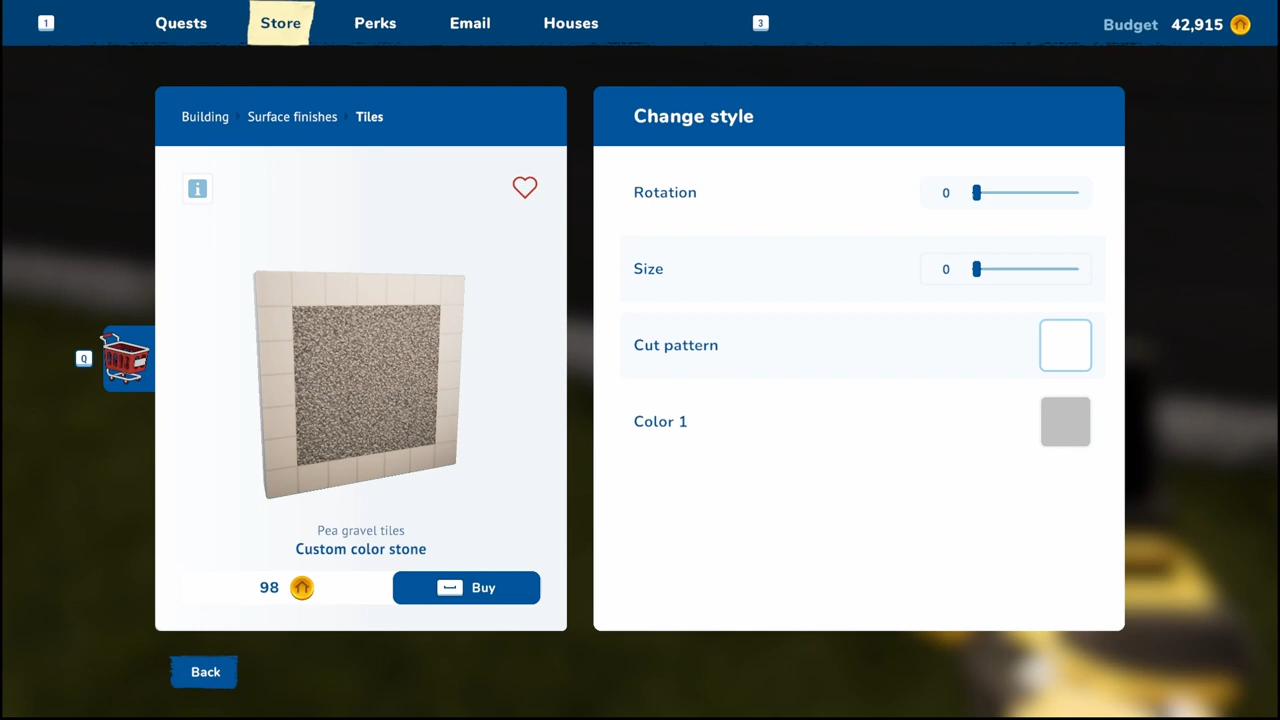 1
Quests
Store
Perks
Email
Houses
3
Budget 42,915
Building Surface finishes Tiles
i
Q
Pea gravel tiles
Custom color stone
98
Buy
Back
Change style
Rotation 0
Size 0
Cut pattern
Color 1